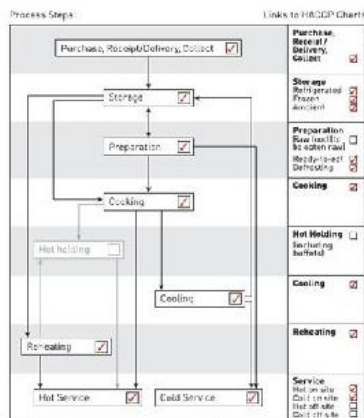 Process Steps
Links to HACCP Charts
Purchase, Receipt/Delivery, Collect
Storage
Preparation
Cooking
Hot holding
Cooling
Reheating
Hot Service
Cold Service
Purchase,
Receipt/
Delivery,
Collect
Storage
Refrigerated
Frozen
Ambient
Preparation
Raw food (to
be eaten raw)
Ready-to-eat
Defrosting
Cooking
Hot Holding
(including
buffets)
Cooling
Reheating
Service
Hot on site
Cold on site
Hot off site
Cold off site